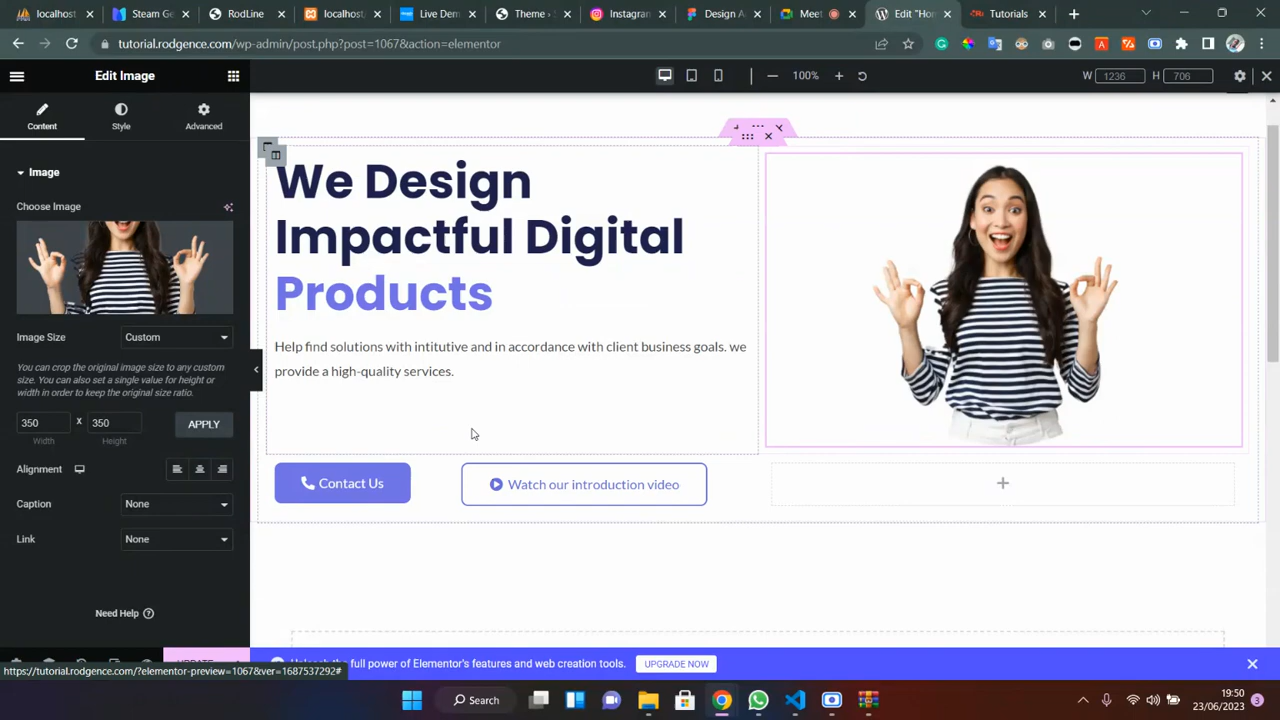 localhost/
Steam Ge
RodLine
localhost
Live Dem
Theme ‹ S
Instagram
Design A
Meet
Edit "Hom
Tutorials
tutorial.rodgence.com/wp-admin/post.php?post=1067&action=elementor
Edit Image
100%
W 1236 H 706
Content
Style
Advanced
Image
Choose Image
Image Size
Custom
You can crop the original image size to any custom
size. You can also set a single value for height or
width in order to keep the original size ratio.
350 x 350
APPLY
Width
Height
Alignment
Caption
None
Link
None
Need Help
We Design
Impactful Digital
Products
Help find solutions with intitutive and in accordance with client business goals. we
provide a high-quality services.
Contact Us
Watch our introduction video
full power of Elementor's features and web creation tools.
UPGRADE NOW
https://tutorial.rodgence.com/?elementor-preview=1067&ver=1687537292#
Search
19:50
23/06/2023
3